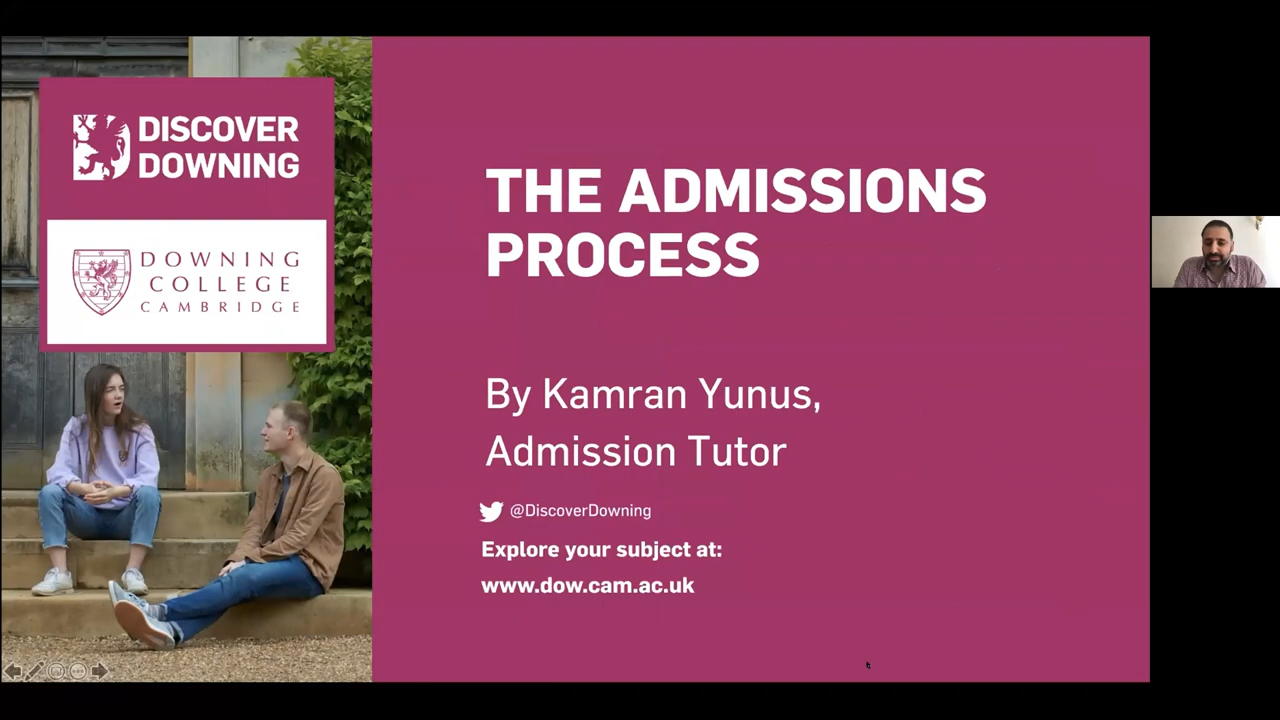 DISCOVER
DOWNING
DOWNING
COLLEGE
CAMBRIDGE
THE ADMISSIONS
PROCESS
By Kamran Yunus,
Admission Tutor
@DiscoverDowning
Explore your subject at:
www.dow.cam.ac.uk